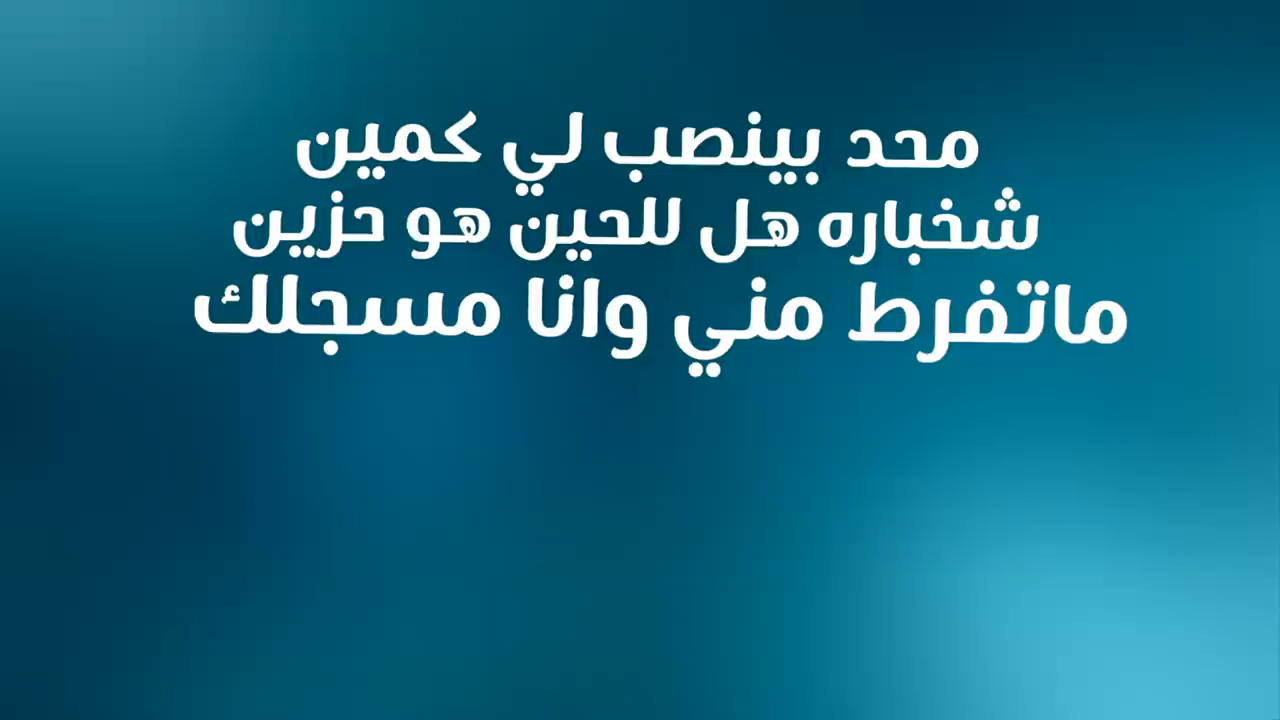 محد بينصب لي كمين
شخباره هل للحين هو حزين
ماتفرط مني وانا مسجلك